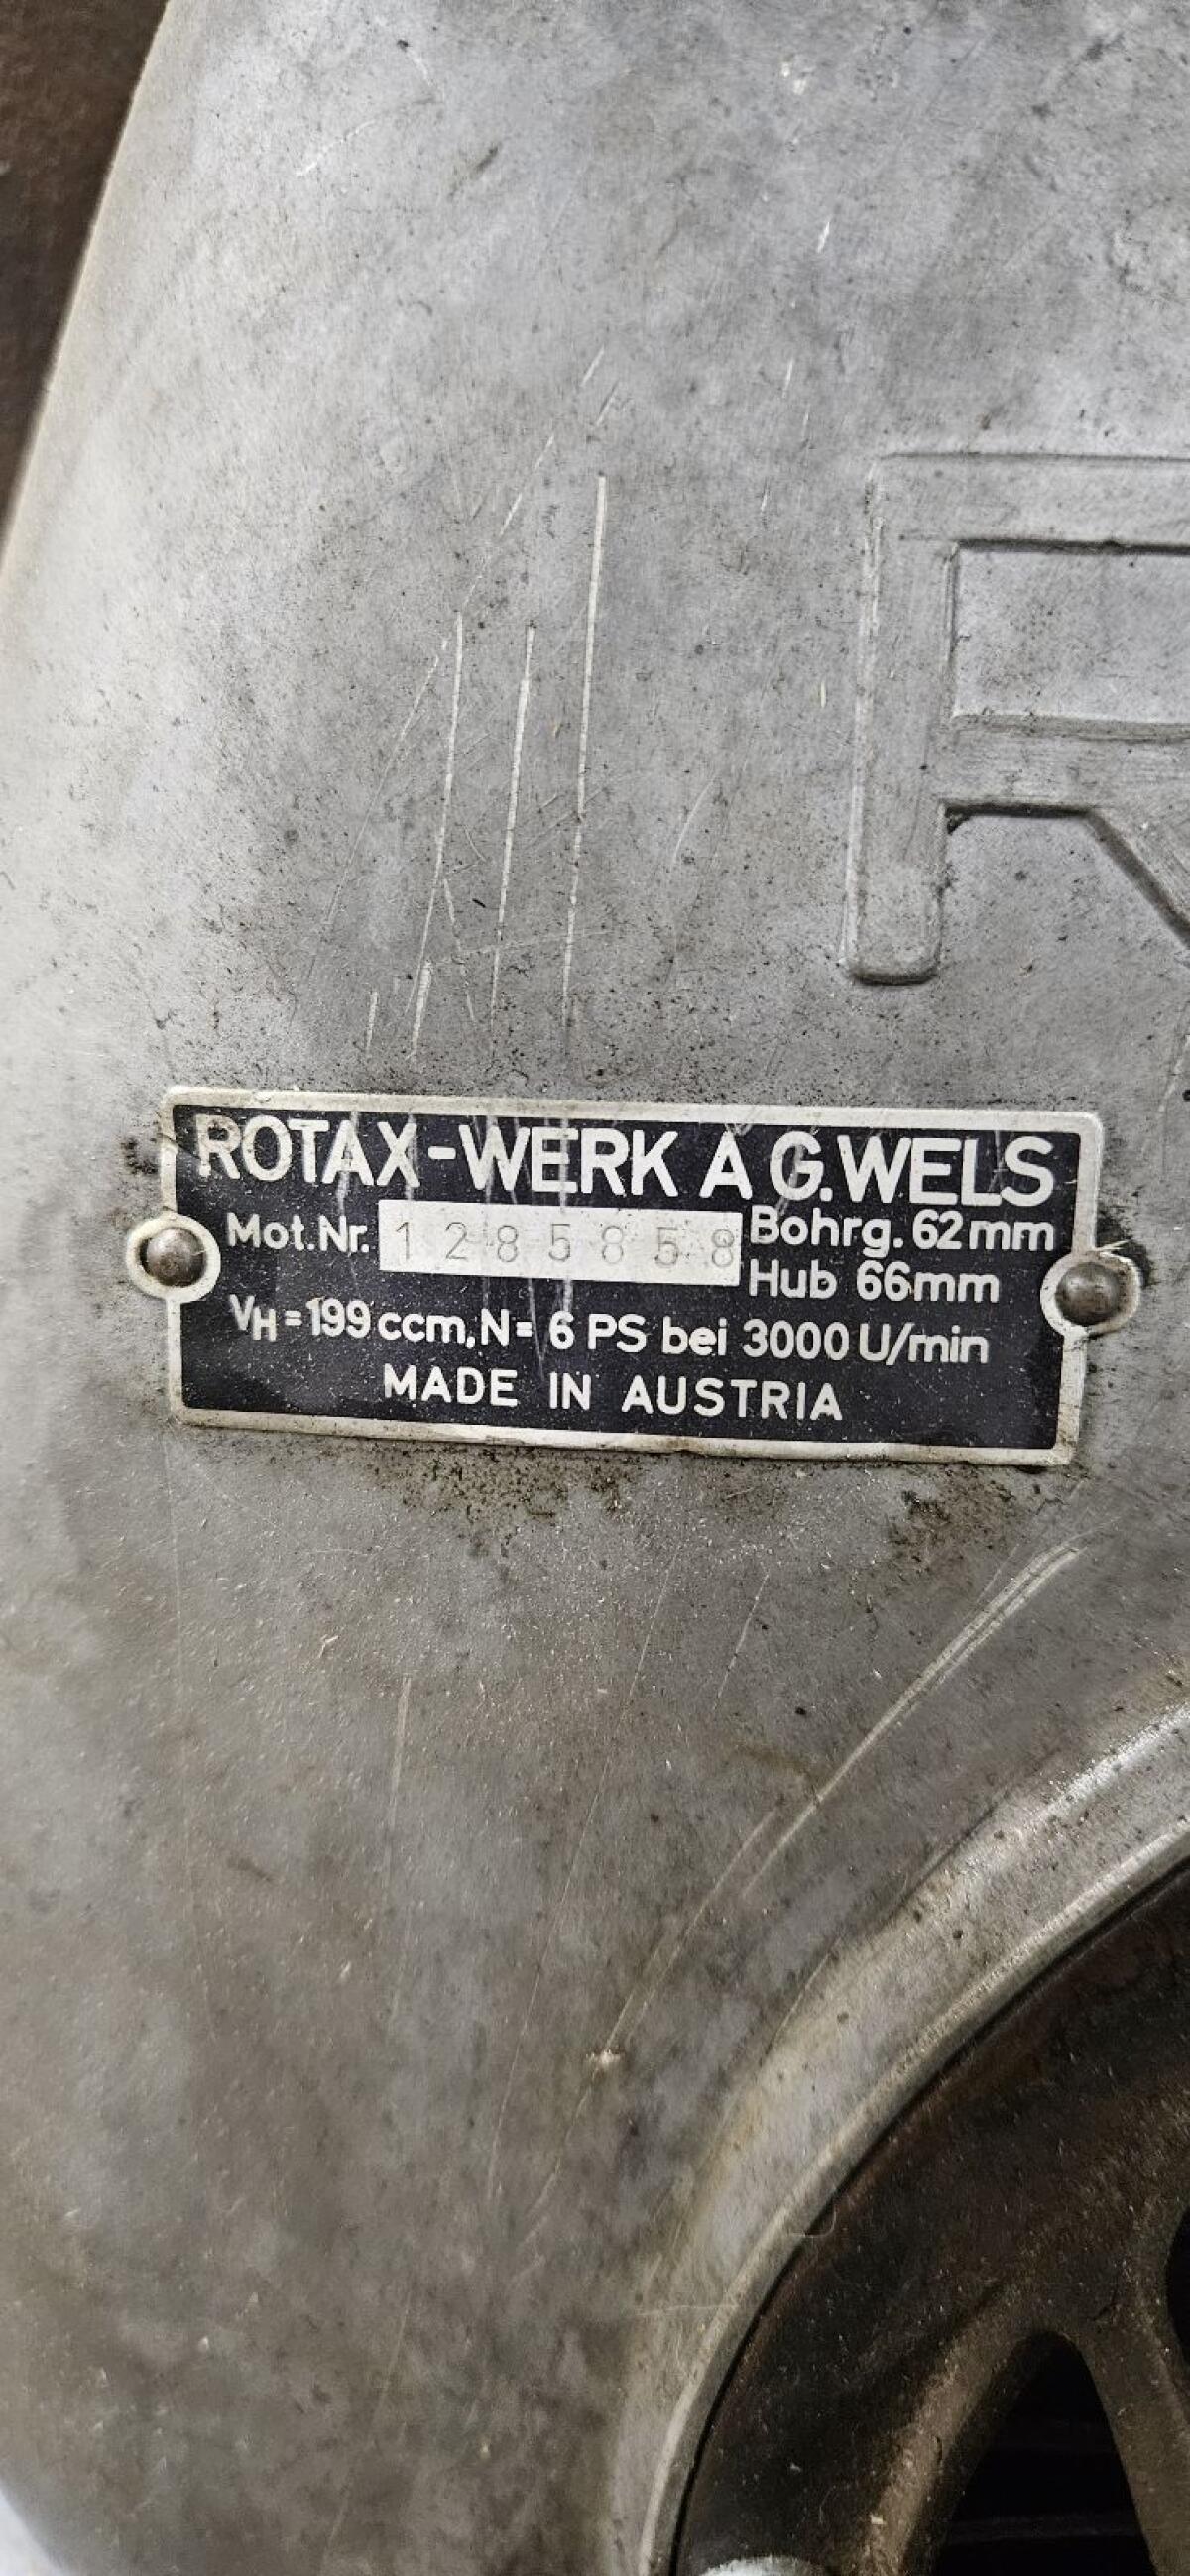 R
ROTAX-WERK A G. WELS
Mot. Nr. 1285858 Bohrg. 62mm
Hub 66mm
VH = 199 ccm, N = 6 PS bei 3000 U/min
MADE IN AUSTRIA